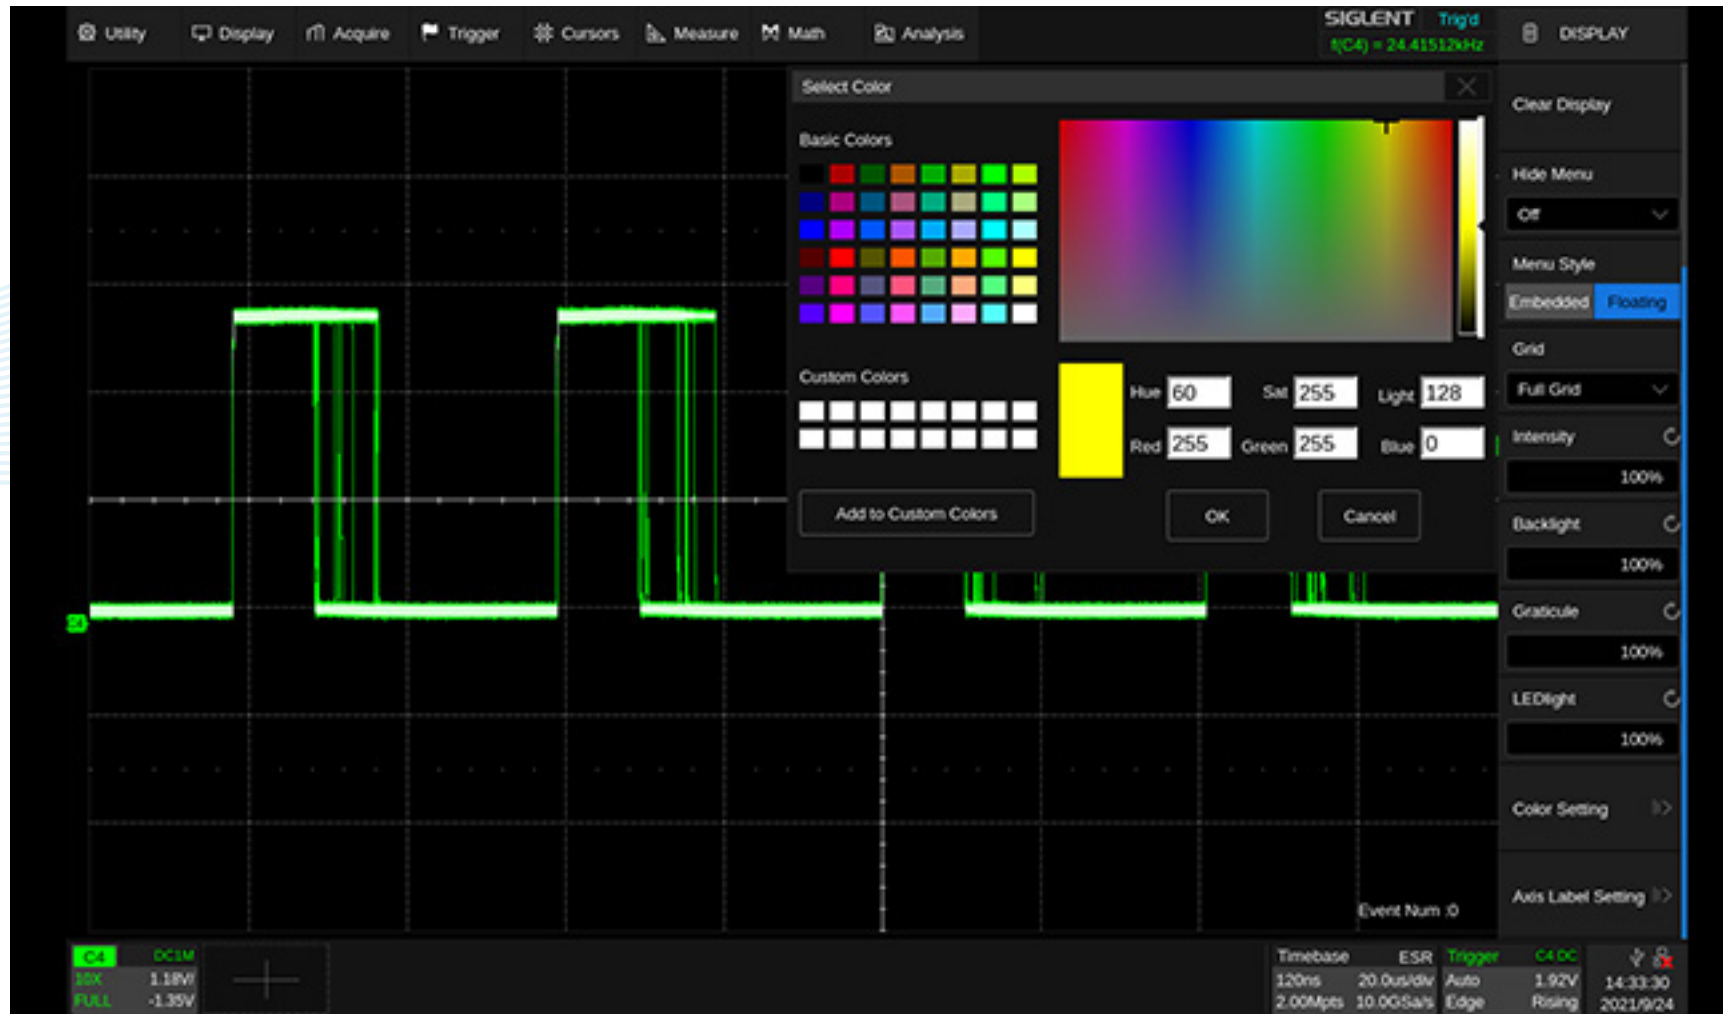 Utility Display Acquire Trigger Cursors Measure Math Analysis
SIGLENT Trig'd
f(C4) = 24.41512kHz
DISPLAY
Select Color
Basic Colors
Custom Colors
Hue 60 Sat 255 Light 128
Red 255 Green 255 Blue 0
Add to Custom Colors OK Cancel
Clear Display
Hide Menu
Off
Menu Style
Embedded Floating
Grid
Full Grid
Intensity
100%
Backlight
100%
Graticule
100%
LEDlight
100%
Color Setting
Axis Label Setting
Event Num :0
C4
C4 DC1M
10X 1.18V/
FULL -1.35V
Timebase ESR
120ns 20.0us/div
2.00Mpts 10.0GSa/s
Trigger C4 DC
Auto 1.92V
Edge Rising
14:33:30
2021/9/24